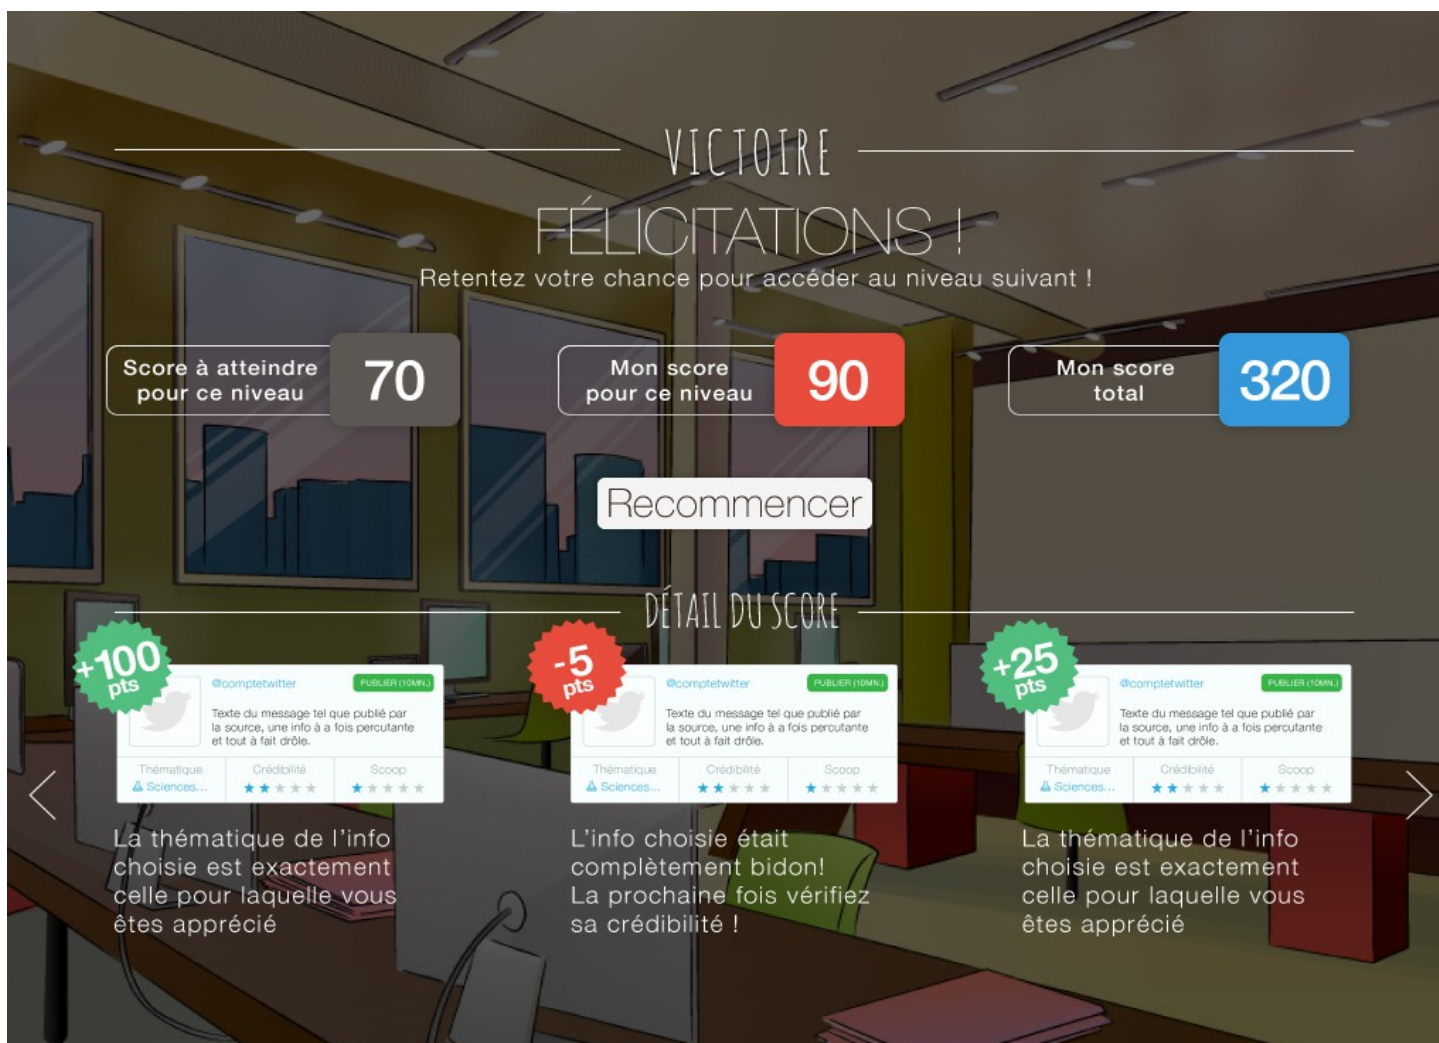 VICTOIRE
FÉLICITATIONS !
Retentez votre chance pour accéder au niveau suivant !
Score à atteindre
pour ce niveau
70
Mon score
pour ce niveau
90
Mon score
total
320
Recommencer
DÉTAIL DU SCORE
+100
pts
@comptetwitter
PUBLIER (10MN.)
Texte du message tel que publié par
la source, une info à a fois percutante
et tout à fait drôle.
Thématique
Crédibilité
Scoop
Sciences...
La thématique de l'info
choisie est exactement
celle pour laquelle vous
êtes apprécié
-5
pts
@comptetwitter
PUBLIER (10MN.)
Texte du message tel que publié par
la source, une info à a fois percutante
et tout à fait drôle.
Thématique
Crédibilité
Scoop
Sciences...
L'info choisie était
complètement bidon!
La prochaine fois vérifiez
sa crédibilité !
+25
pts
@comptetwitter
PUBLIER (10MN.)
Texte du message tel que publié par
la source, une info à a fois percutante
et tout à fait drôle.
Thématique
Crédibilité
Scoop
Sciences...
La thématique de l'info
choisie est exactement
celle pour laquelle vous
êtes apprécié